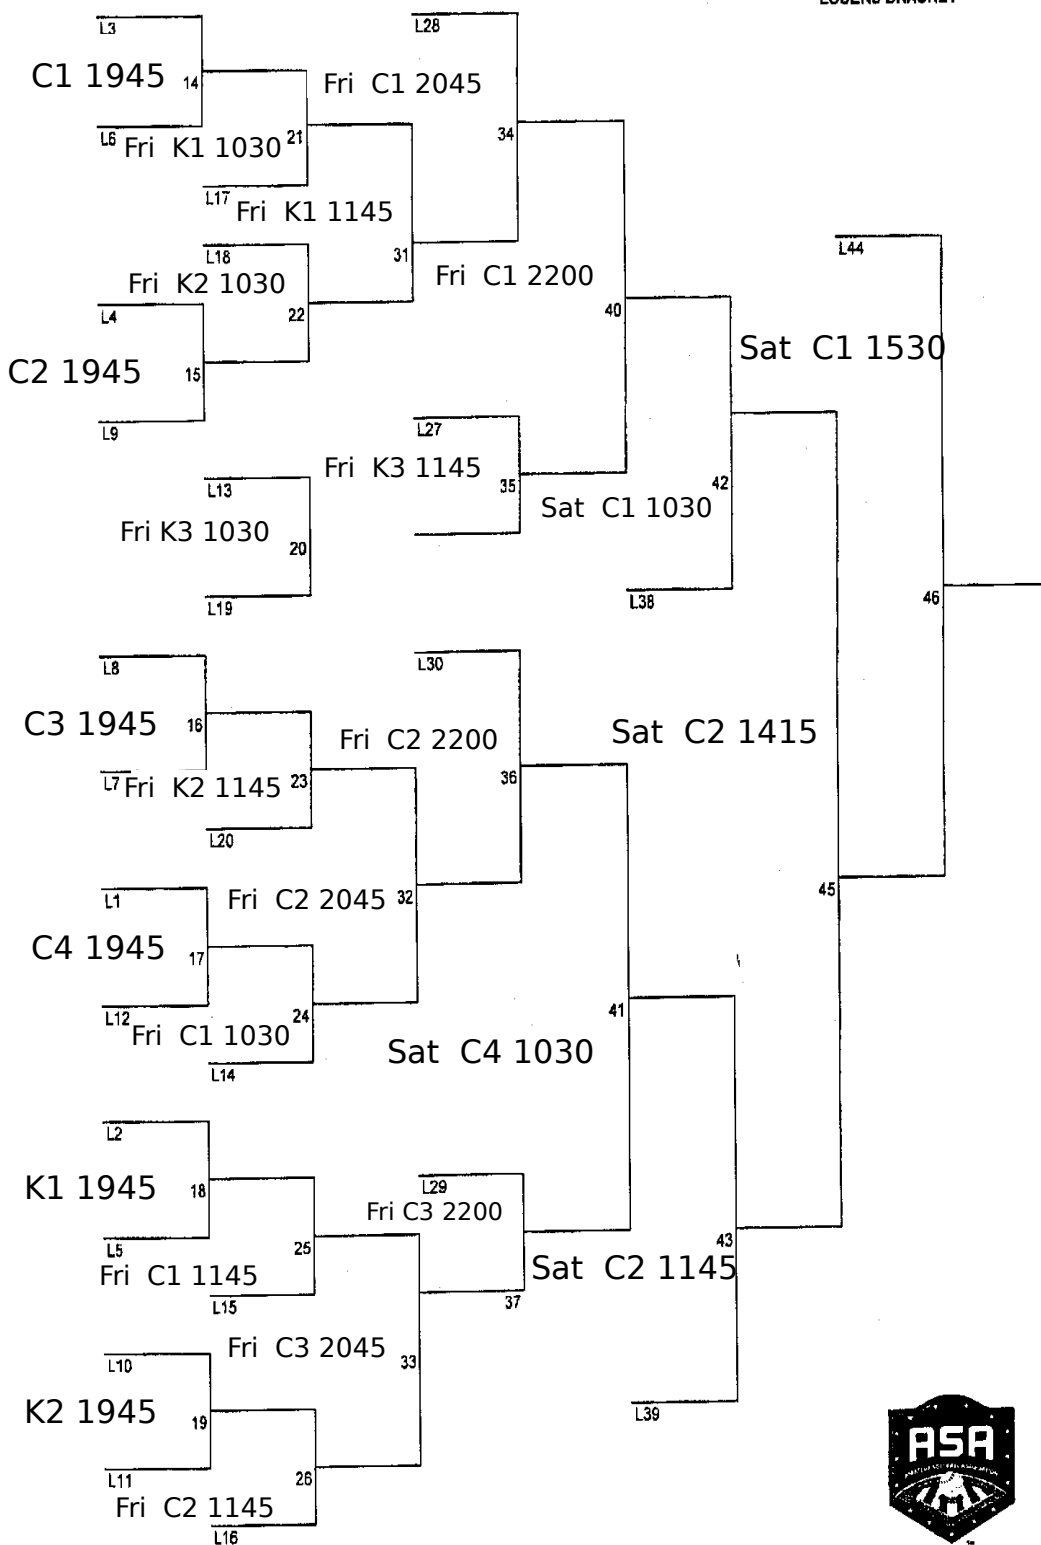 LOSERS BRACKET
L3
L28
C1 1945
14
Fri C1 2045
L6
Fri K1 1030
21
34
L17
Fri K1 1145
L18
31
L44
Fri K2 1030
Fri C1 2200
L4
22
40
Sat C1 1530
C2 1945
15
L9
L27
Fri K3 1145
L13
35
42
Sat C1 1030
Fri K3 1030
20
L19
L38
46
L8
L30
C3 1945
16
Fri C2 2200
Sat C2 1415
L7
Fri K2 1145
23
36
L20
L1
Fri C2 2045
32
45
C4 1945
17
L12
Fri C1 1030
24
41
Sat C4 1030
L14
L2
K1 1945
18
L29
Fri C3 2200
L5
25
43
Fri C1 1145
Sat C2 1145
L15
37
Fri C3 2045
33
L10
K2 1945
19
L39
L11
26
Fri C2 1145
L16
ASA